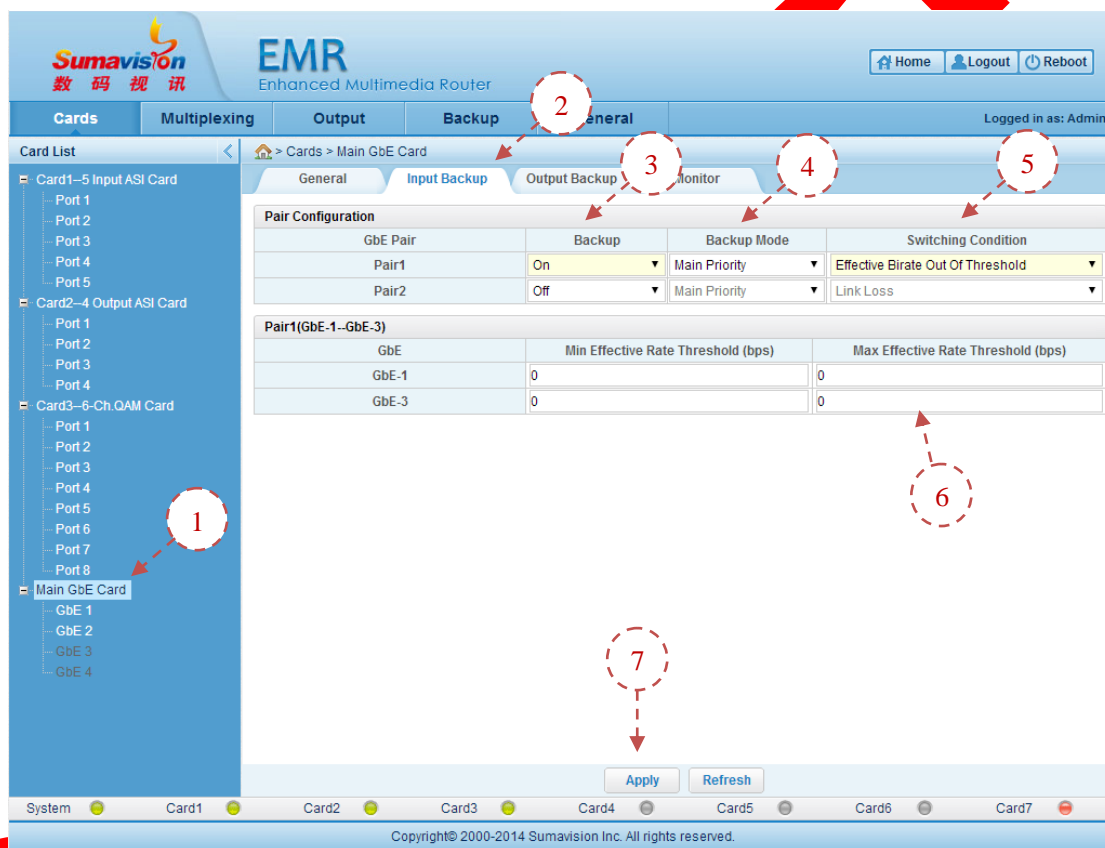 Sumavision
数 码 视 讯
EMR
Enhanced Multimedia Router
Home Logout Reboot
Cards Multiplexing Output Backup General Logged in as: Admin
Card List < > Cards > Main GbE Card
General Input Backup Output Backup Monitor
Card1--5 Input ASI Card
Port 1
Port 2
Port 3
Port 4
Port 5
Card2--4 Output ASI Card
Port 1
Port 2
Port 3
Port 4
Card3--6-Ch.QAM Card
Port 1
Port 2
Port 3
Port 4
Port 5
Port 6
Port 7
Port 8
Main GbE Card
GbE 1
GbE 2
GbE 3
GbE 4
Pair Configuration
GbE Pair Backup Backup Mode Switching Condition
Pair1 On Main Priority Effective Birate Out Of Threshold
Pair2 Off Main Priority Link Loss
Pair1(GbE-1--GbE-3)
GbE Min Effective Rate Threshold (bps) Max Effective Rate Threshold (bps)
GbE-1 0 0
GbE-3 0 0
1
2
3
4
5
6
7
Apply Refresh
System Card1 Card2 Card3 Card4 Card5 Card6 Card7
Copyright© 2000-2014 Sumavision Inc. All rights reserved.